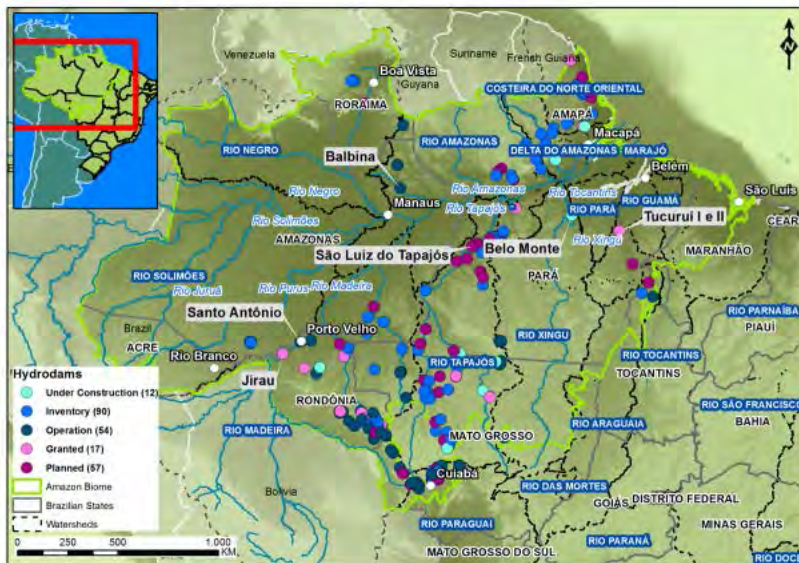 Venezuela
Suriname
French Guiana
N
Boa Vista
Guyana
COSTEIRA DO NORTE ORIENTAL
RORAIMA
AMAPÁ
Macapá
RIO NEGRO
RIO AMAZONAS
DELTA DO AMAZONAS
MARAJÓ
Balbina
Belém
Rio Negro
Rio Amazonas
Rio Tocantins
São Luis
Manaus
Rio Tapajós
RIO PARÁ
RIO GUAMÁ
Rio Solimões
Tucuruí I e II
CEAR
AMAZONAS
Rio Xingú
São Luiz do Tapajós
Belo Monte
MARANHÃO
RIO SOLIMÕES
PARÁ
Rio Juruá
Rio Purus
Rio Madeira
RIO PARNAÍBA
Santo Antônio
PIAUÍ
Brazil
Porto Velho
RIO XINGU
ACRE
Rio Branco
RIO TAPAJÓS
RIO TOCANTINS
TOCANTINS
Jirau
RONDÔNIA
RIO SÃO FRANCISCO
RIO ARAGUAIA
BAHIA
RIO MADEIRA
MATO GROSSO
Bolivia
Cuiabá
RIO DAS MORTES
GOIÁS
DISTRITO FEDERAL
RIO PARAGUAI
MINAS GERAIS
RIO PARANÁ
MATO GROSSO DO SUL
RIO DOCE
Hydrodams
Under Construction (12)
Inventory (90)
Operation (54)
Granted (17)
Planned (57)
Amazon Biome
Brazilian States
Watersheds
0 250 500 1.000
KM